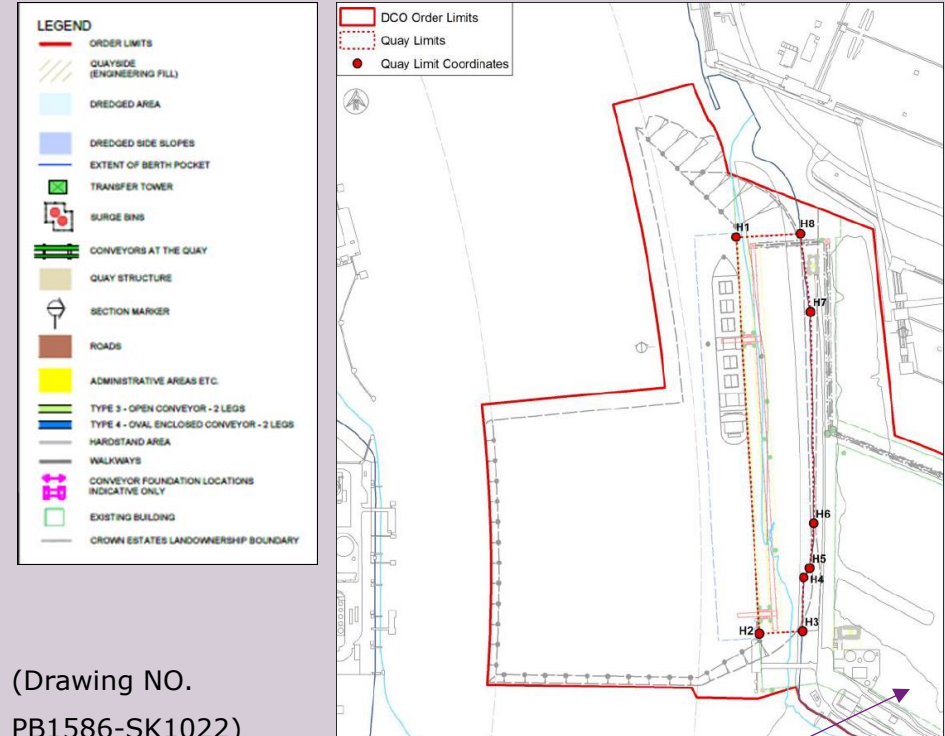 LEGEND
ORDER LIMITS
QUAYSIDE
(ENGINEERING FILL)
DREDGED AREA
DREDGED SIDE SLOPES
EXTENT OF BERTH POCKET
TRANSFER TOWER
SURGE BINS
CONVEYORS AT THE QUAY
QUAY STRUCTURE
SECTION MARKER
ROADS
ADMINISTRATIVE AREAS ETC.
TYPE 3 - OPEN CONVEYOR - 2 LEGS
TYPE 4 - OVAL ENCLOSED CONVEYOR - 2 LEGS
HARDSTAND AREA
WALKWAYS
CONVEYOR FOUNDATION LOCATIONS
INDICATIVE ONLY
EXISTING BUILDING
CROWN ESTATES LANDOWNERSHIP BOUNDARY
(Drawing NO.
PB1586-SK1022)
DCO Order Limits
Quay Limits
Quay Limit Coordinates
H1
H8
H7
H6
H5
H4
H2
H3